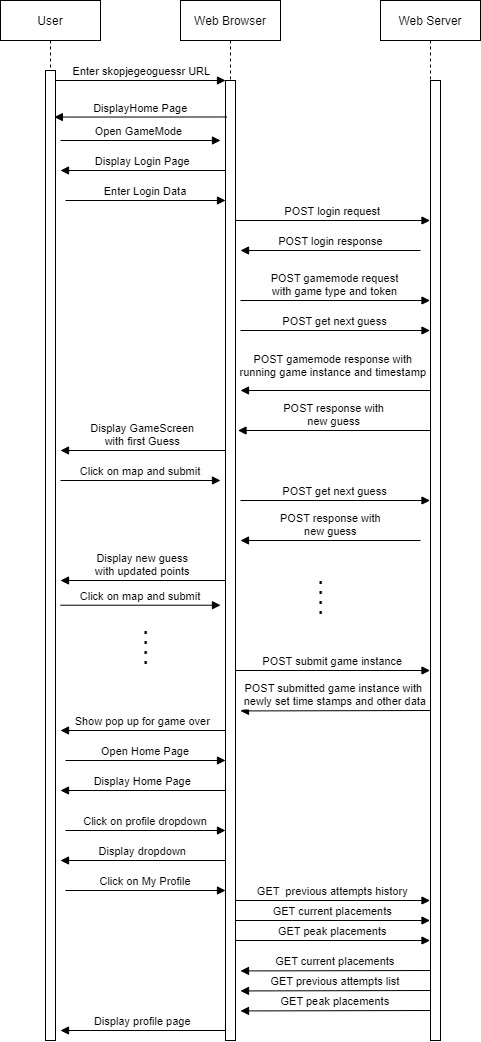 User
Web Browser
Web Server
Enter skopjegeoguessr URL
DisplayHome Page
Open GameMode
Display Login Page
Enter Login Data
POST login request
POST login response
POST gamemode request
with game type and token
POST get next guess
POST gamemode response with
running game instance and timestamp
POST response with
new guess
Display GameScreen
with first Guess
Click on map and submit
POST get next guess
POST response with
new guess
Display new guess
with updated points
Click on map and submit
POST submit game instance
POST submitted game instance with
newly set time stamps and other data
Show pop up for game over
Open Home Page
Display Home Page
Click on profile dropdown
Display dropdown
Click on My Profile
GET  previous attempts history
GET current placements
GET peak placements
GET current placements
GET previous attempts list
GET peak placements
Display profile page